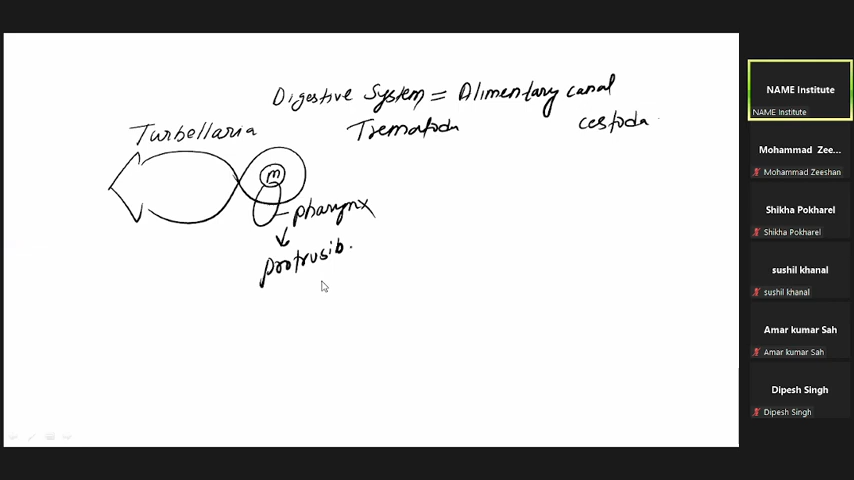 Digestive System = Alimentary canal
Turbellaria Trematoda cestoda
m
pharynx
protrusib.
NAME Institute
NAME Institute
Mohammad Zee...
Mohammad Zeeshan
Shikha Pokharel
Shikha Pokharel
sushil khanal
sushil khanal
Amar kumar Sah
Amar kumar Sah
Dipesh Singh
Dipesh Singh